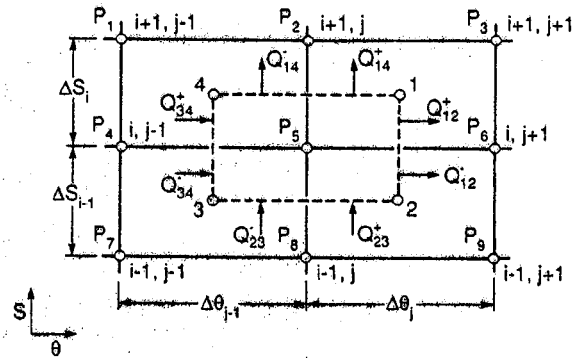 P₁ i+1, j-1 P₂ i+1, j P₃ i+1, j+1
Q₁₄⁻ Q₁₄⁺
ΔSᵢ 4 1
Q₃₄⁺ Q₁₂⁺
P₄ i, j-1 P₅ P₆ i, j+1
Q₃₄⁻ Q₁₂⁻
ΔSᵢ₋₁ 3 2
Q₂₃⁻ Q₂₃⁺
P₇ P₈ P₉
i-1, j-1 i-1, j i-1, j+1
S Δθⱼ₋₁ Δθⱼ
θ